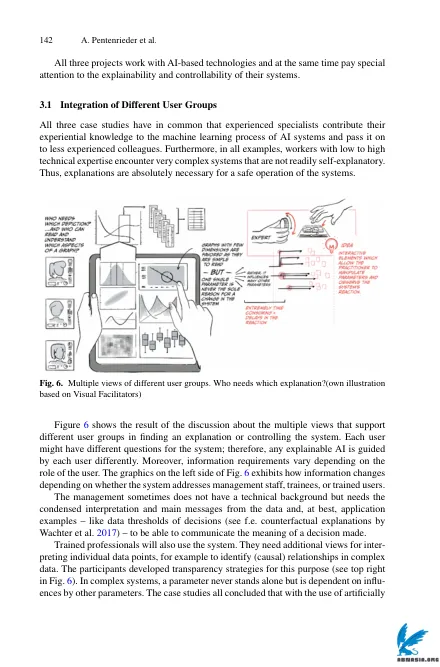 142 A. Pentenrieder et al.
All three projects work with AI-based technologies and at the same time pay special
attention to the explainability and controllability of their systems.
3.1 Integration of Different User Groups
All three case studies have in common that experienced specialists contribute their
experiential knowledge to the machine learning process of AI systems and pass it on
to less experienced colleagues. Furthermore, in all examples, workers with low to high
technical expertise encounter very complex systems that are not readily self-explanatory.
Thus, explanations are absolutely necessary for a safe operation of the systems.
WHO NEEDS
WHICH DEPICTION?
...AND WHO CAN
READ AND
UNDERSTAND
WHICH ASPECTS
OF A GRAPH?
GRAPHS WITH FEW
DIMENSIONS ARE
FAVORED AS THEY
ARE SIMPLE
TO READ
– BUT –
ONE SINGLE
PARAMETER IS
NEVER THE SOLE
REASON FOR A
CHANGE IN THE
SYSTEM
EXPERT
IDEA
INTERACTIVE
ELEMENTS WHICH
ALLOW THE
PRACTITIONER TO
MANIPULATE
PARAMETERS AND
OBSERVE THE
SYSTEMS
REACTION
RATHER, IT
INFLUENCES
MANY OTHER
PARAMETERS
EXTREMELY TIME
CONSUMING +
DELAYS IN THE
REACTION
Fig. 6. Multiple views of different user groups. Who needs which explanation?(own illustration
based on Visual Facilitators)
Figure 6 shows the result of the discussion about the multiple views that support
different user groups in finding an explanation or controlling the system. Each user
might have different questions for the system; therefore, any explainable AI is guided
by each user differently. Moreover, information requirements vary depending on the
role of the user. The graphics on the left side of Fig. 6 exhibits how information changes
depending on whether the system addresses management staff, trainees, or trained users.
The management sometimes does not have a technical background but needs the
condensed interpretation and main messages from the data and, at best, application
examples – like data thresholds of decisions (see f.e. counterfactual explanations by
Wachter et al. 2017) – to be able to communicate the meaning of a decision made.
Trained professionals will also use the system. They need additional views for inter-
preting individual data points, for example to identify (causal) relationships in complex
data. The participants developed transparency strategies for this purpose (see top right
in Fig. 6). In complex systems, a parameter never stands alone but is dependent on influ-
ences by other parameters. The case studies all concluded that with the use of artificially